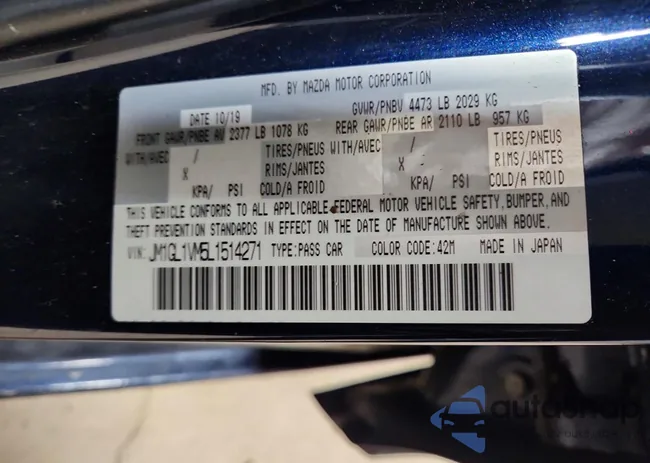 MFD. BY MAZDA MOTOR CORPORATION
DATE 10/19 GVWR/PNBV 4473 LB 2029 KG
FRONT GAWR/PNBE AV 2377 LB 1078 KG REAR GAWR/PNBE AR 2110 LB 957 KG
WITH/AVEC / TIRES/PNEUS WITH/AVEC / TIRES/PNEUS
X RIMS/JANTES X - RIMS/JANTES
KPA/ PSI COLD/A FROID KPA/ PSI COLD/A FROID
THIS VEHICLE CONFORMS TO ALL APPLICABLE FEDERAL MOTOR VEHICLE SAFETY, BUMPER, AND
THEFT PREVENTION STANDARDS IN EFFECT ON THE DATE OF MANUFACTURE SHOWN ABOVE.
VIN: JM1GL1VM5L1514271 TYPE:PASS CAR COLOR CODE:42M MADE IN JAPAN
autoshop